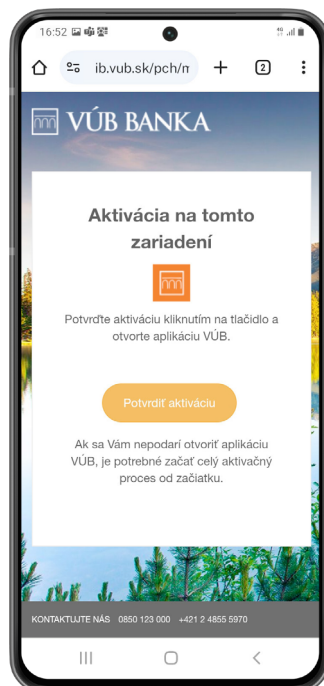 16:52
ib.vub.sk/pch/n
2
VÚB BANKA
Aktivácia na tomto
zariadení
Potvrďte aktiváciu kliknutím na tlačidlo a
otvorte aplikáciu VÚB.
Potvrdiť aktiváciu
Ak sa Vám nepodarí otvoriť aplikáciu
VÚB, je potrebné začať celý aktivačný
proces od začiatku.
KONTAKTUJTE NÁS 0850 123 000 +421 2 4855 5970